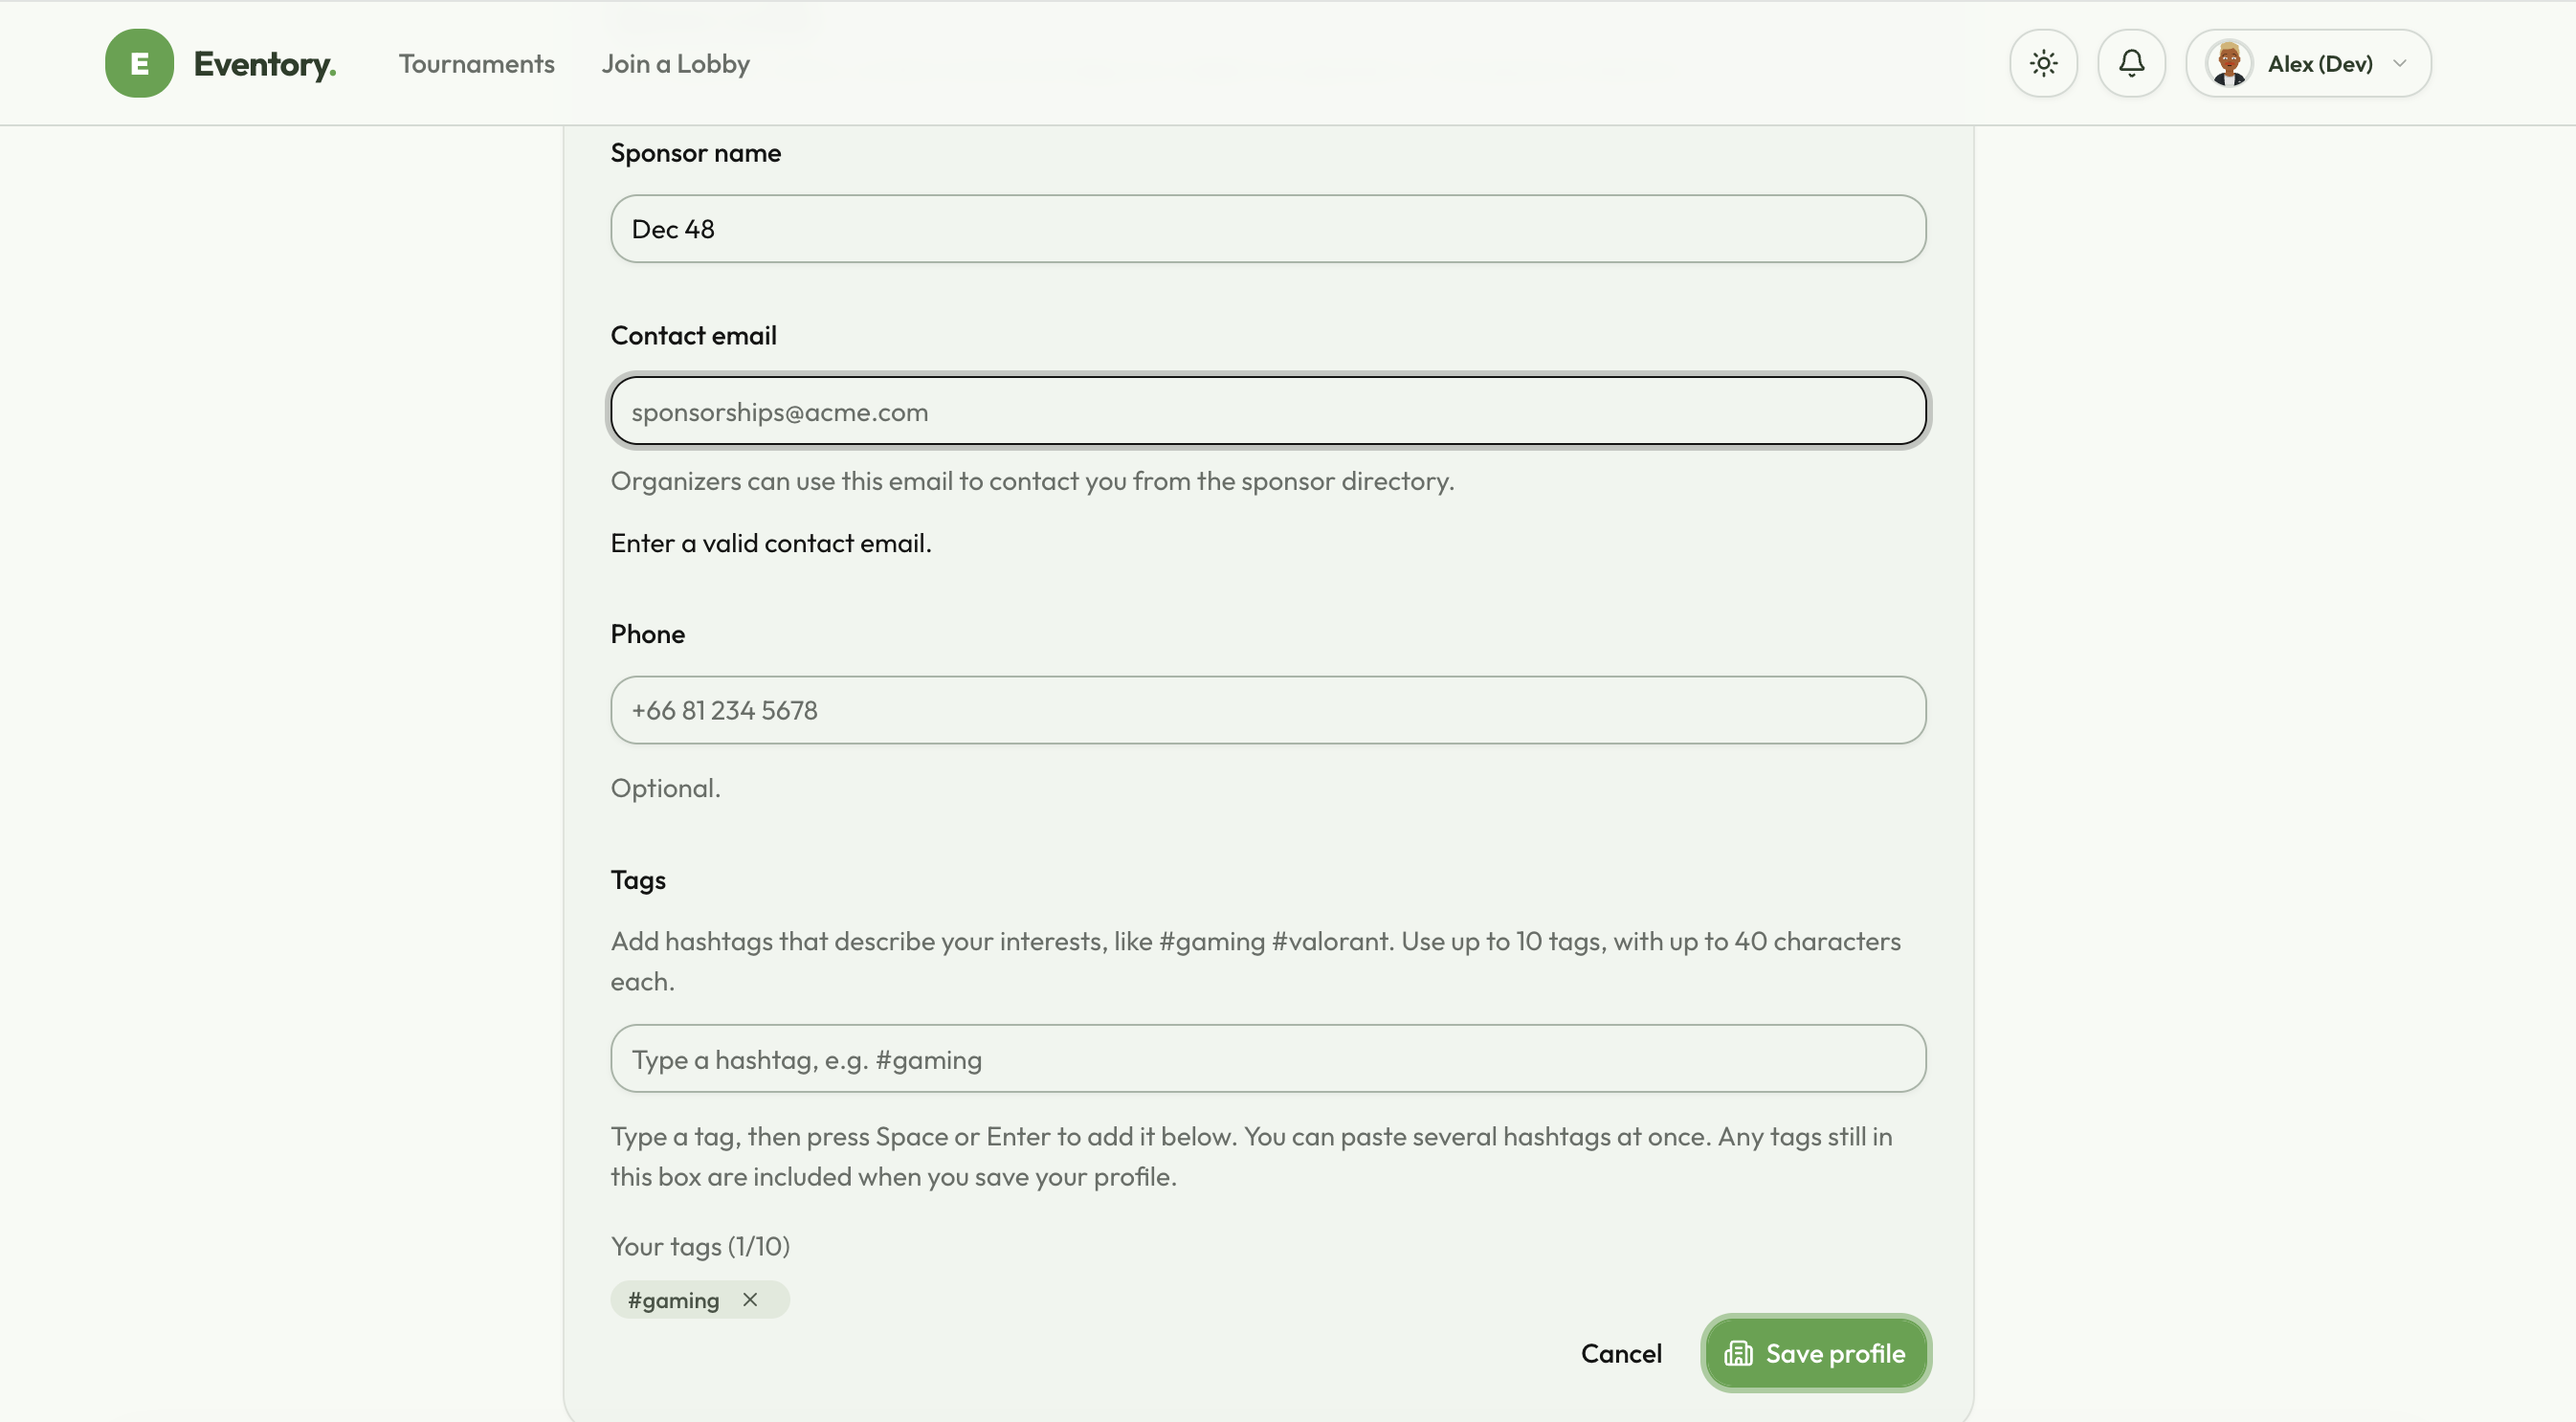 E Eventory. Tournaments Join a Lobby Alex (Dev)
Sponsor name
Dec 48
Contact email
sponsorships@acme.com
Organizers can use this email to contact you from the sponsor directory.
Enter a valid contact email.
Phone
+66 81 234 5678
Optional.
Tags
Add hashtags that describe your interests, like #gaming #valorant. Use up to 10 tags, with up to 40 characters
each.
Type a hashtag, e.g. #gaming
Type a tag, then press Space or Enter to add it below. You can paste several hashtags at once. Any tags still in
this box are included when you save your profile.
Your tags (1/10)
#gaming
Cancel Save profile